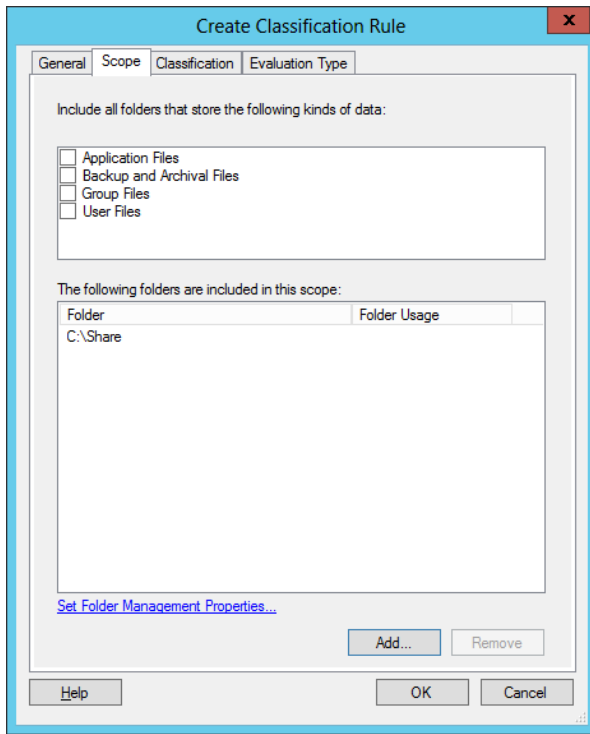 Create Classification Rule
x
General Scope Classification Evaluation Type
Include all folders that store the following kinds of data:
Application Files
Backup and Archival Files
Group Files
User Files
The following folders are included in this scope:
Folder Folder Usage
C:\Share
Set Folder Management Properties...
Add... Remove
Help OK Cancel